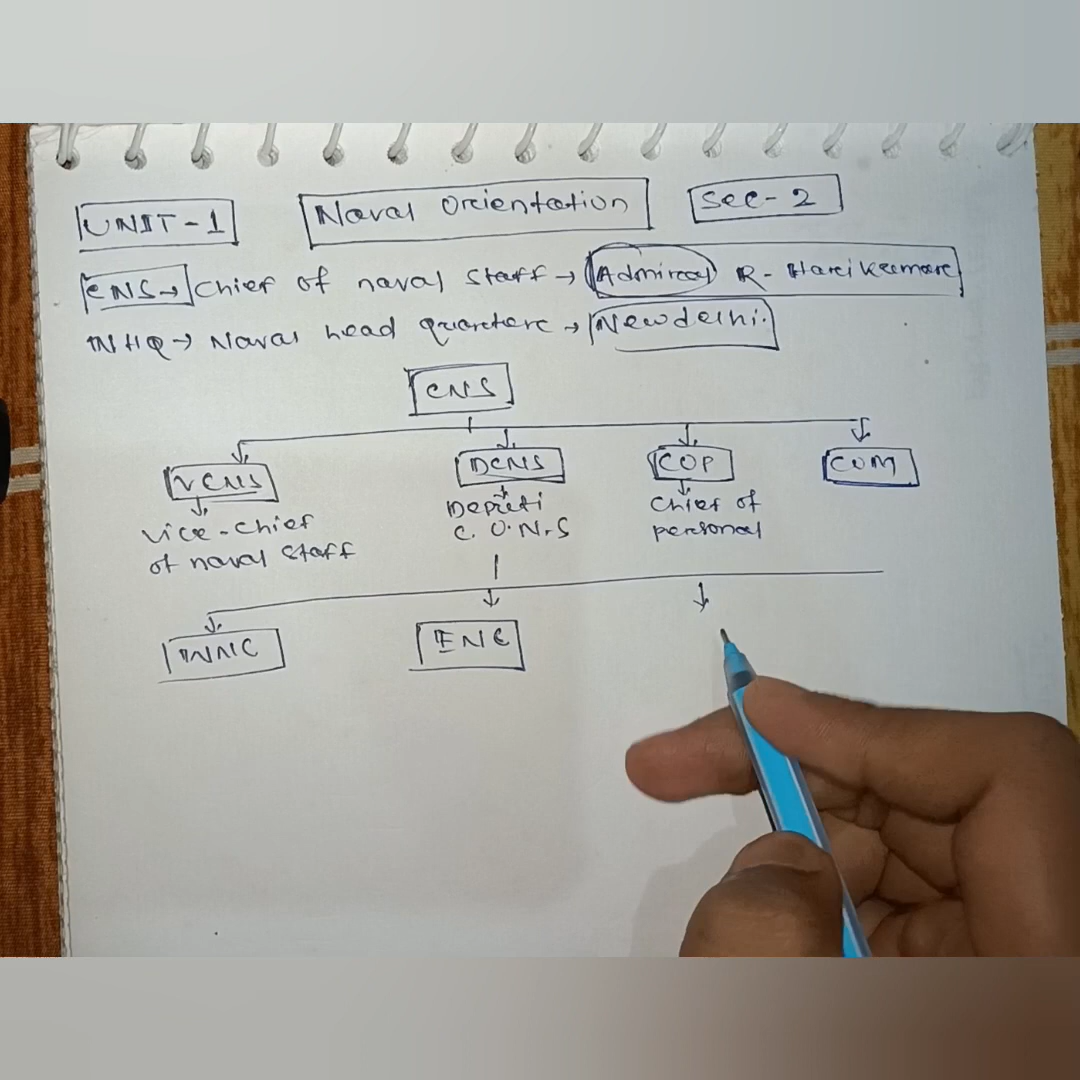 UNIT-1 Naval Orientation Sec-2
CNS → Chief of naval staff → Admiral R-Harikumar
NHQ → Naval head quarter → New delhi.
CNS
VCNS DCNS COP COM
Vice-chief of naval staff
Deputi C.O.N.S
Chief of personal
WNC ENC